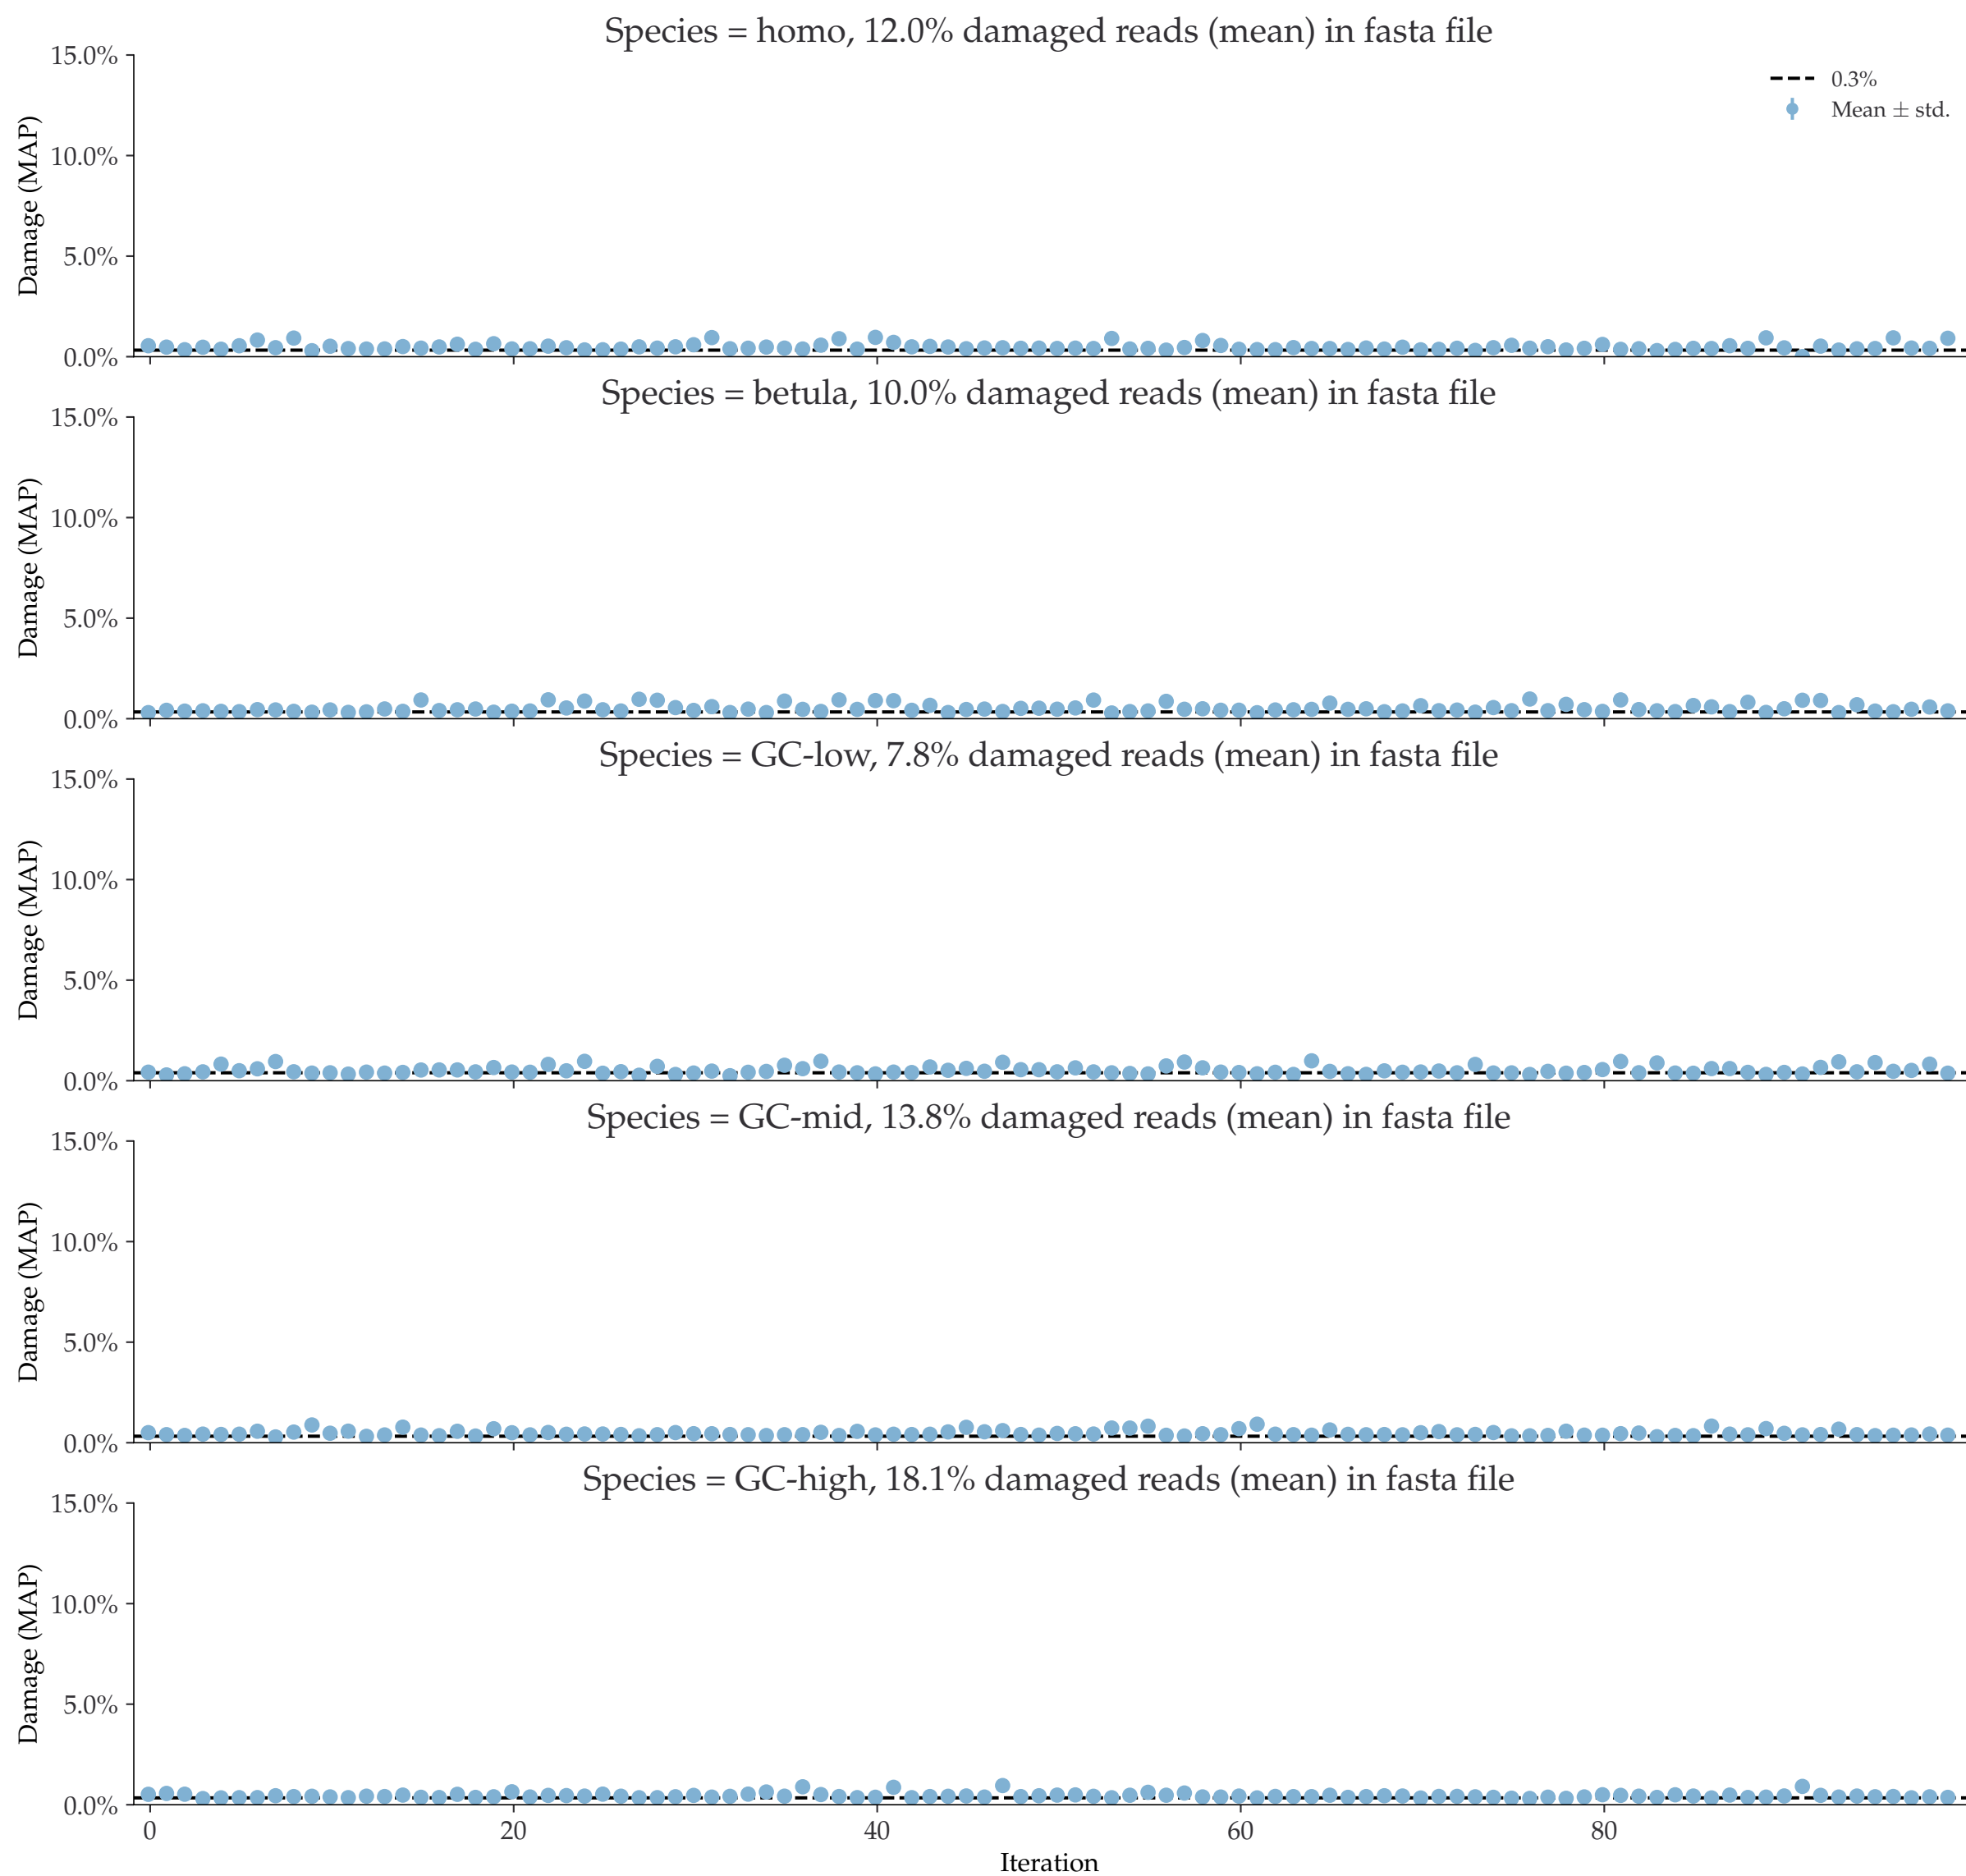 Species = homo, 12.0% damaged reads (mean) in fasta file
15.0%
10.0%
5.0%
0.0%
Damage (MAP)
0.3%
Mean ± std.
Species = betula, 10.0% damaged reads (mean) in fasta file
15.0%
10.0%
5.0%
0.0%
Damage (MAP)
Species = GC-low, 7.8% damaged reads (mean) in fasta file
15.0%
10.0%
5.0%
0.0%
Damage (MAP)
Species = GC-mid, 13.8% damaged reads (mean) in fasta file
15.0%
10.0%
5.0%
0.0%
Damage (MAP)
Species = GC-high, 18.1% damaged reads (mean) in fasta file
15.0%
10.0%
5.0%
0.0%
Damage (MAP)
0 20 40 60 80
Iteration